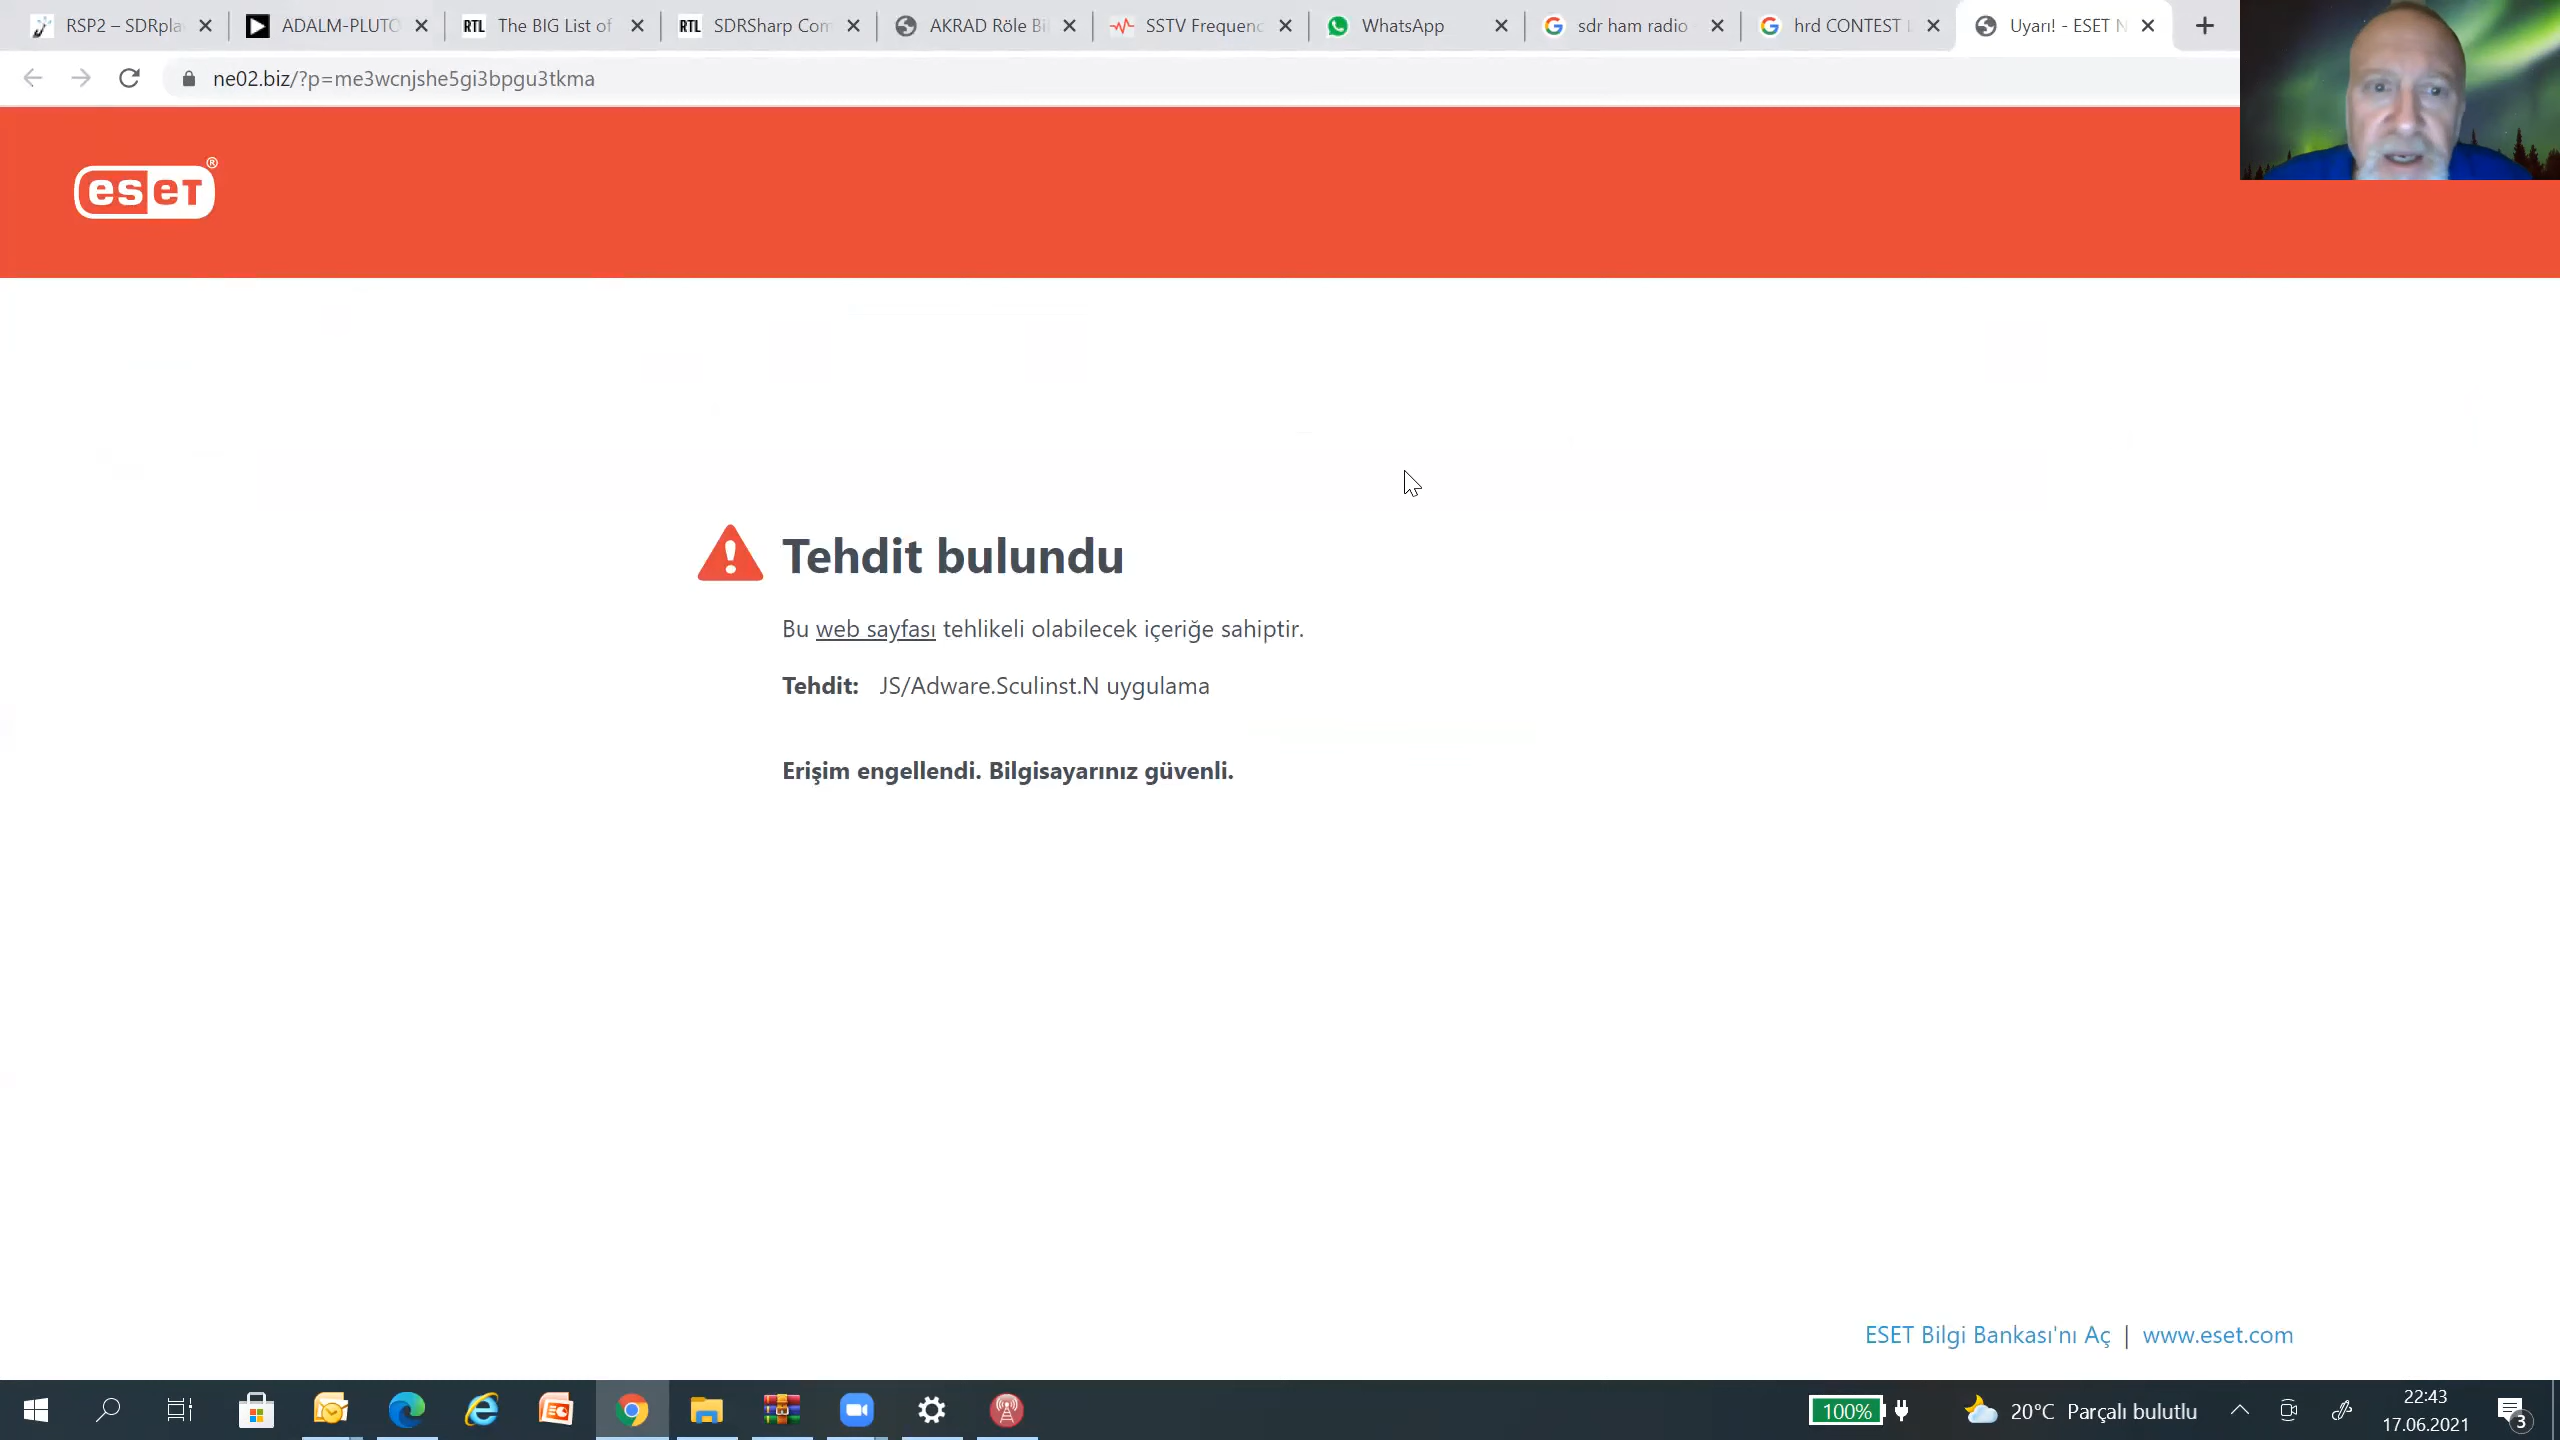 RSP2 – SDRpla
ADALM-PLUTO
RTL The BIG List of
RTL SDRSharp Com
AKRAD Röle Bi
SSTV Frequenc
WhatsApp
sdr ham radio
hrd CONTEST L
Uyarı! - ESET N
ne02.biz/?p=me3wcnjshe5gi3bpgu3tkma
eset®
Tehdit bulundu
Bu web sayfası tehlikeli olabilecek içeriğe sahiptir.
Tehdit: JS/Adware.Sculinst.N uygulama
Erişim engellendi. Bilgisayarınız güvenli.
ESET Bilgi Bankası'nı Aç | www.eset.com
100%
20°C Parçalı bulutlu
22:43
17.06.2021
3